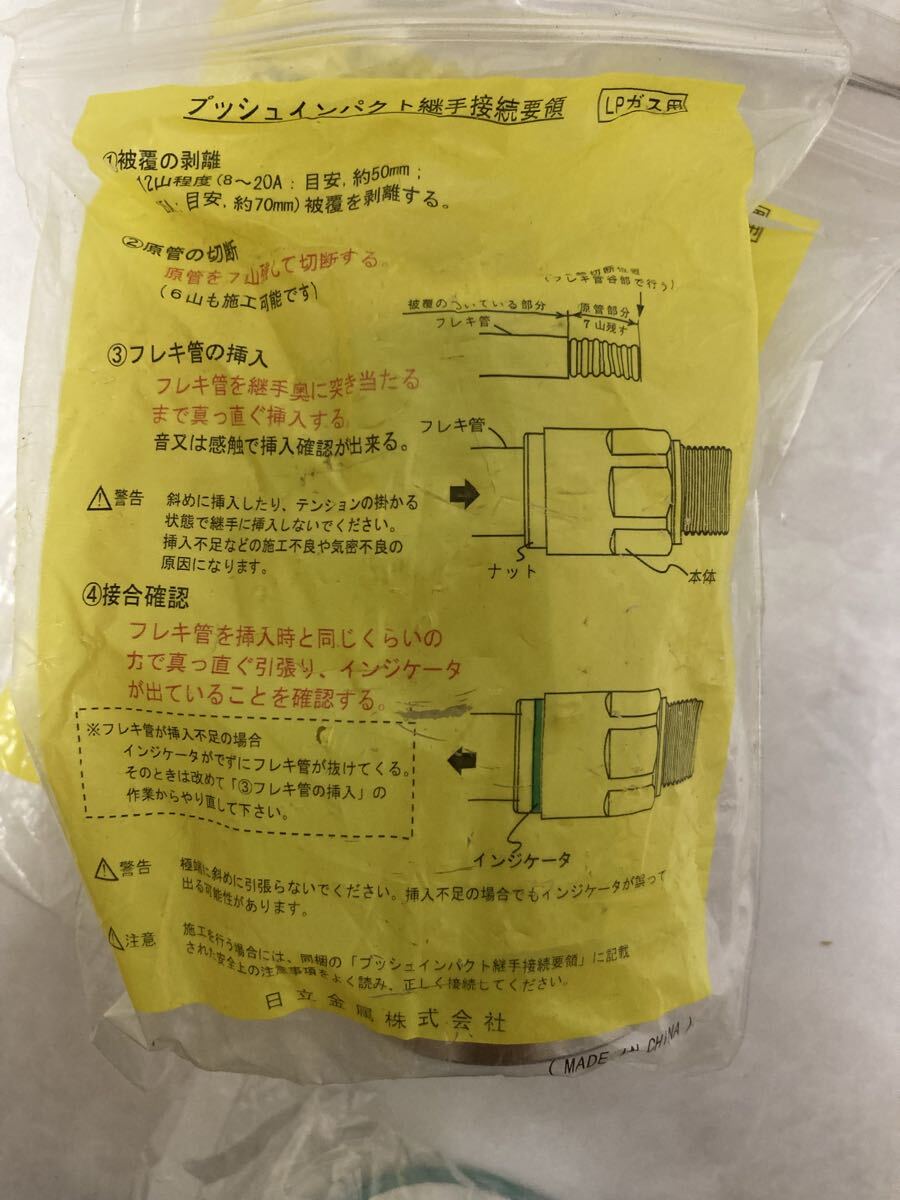 プッシュインパクト継手接続要領 LPガス用
①被覆の剥離
12山程度(8〜20A:目安,約50mm;
目安,約70mm)被覆を剥離する。
②原管の切断
原管を7山残して切断する。
(6山も施工可能です)
切断位置
(フレキ管谷部で行う)
被覆のついている部分
原管部分
フレキ管
7山残す
③フレキ管の挿入
フレキ管を継手奥に突き当たる
まで真っ直ぐ挿入する
音又は感触で挿入確認が出来る。
フレキ管
警告
斜めに挿入したり、テンションの掛かる
状態で継手に挿入しないでください。
挿入不足などの施工不良や気密不良の
原因になります。
ナット
本体
④接合確認
フレキ管を挿入時と同じくらいの
力で真っ直ぐ引張り、インジケータ
が出ていることを確認する。
※フレキ管が挿入不足の場合
インジケータがでずにフレキ管が抜けてくる。
そのときは改めて「③フレキ管の挿入」の
作業からやり直して下さい。
インジケータ
警告
極端に斜めに引張らないでください。挿入不足の場合でもインジケータが誤って
出る可能性があります。
注意
施工を行う場合には、同梱の「プッシュインパクト継手接続要領」に記載
された安全上の注意事項をよく読み、正しく接続してください。
日立金属株式会社
(MADE IN CHINA)